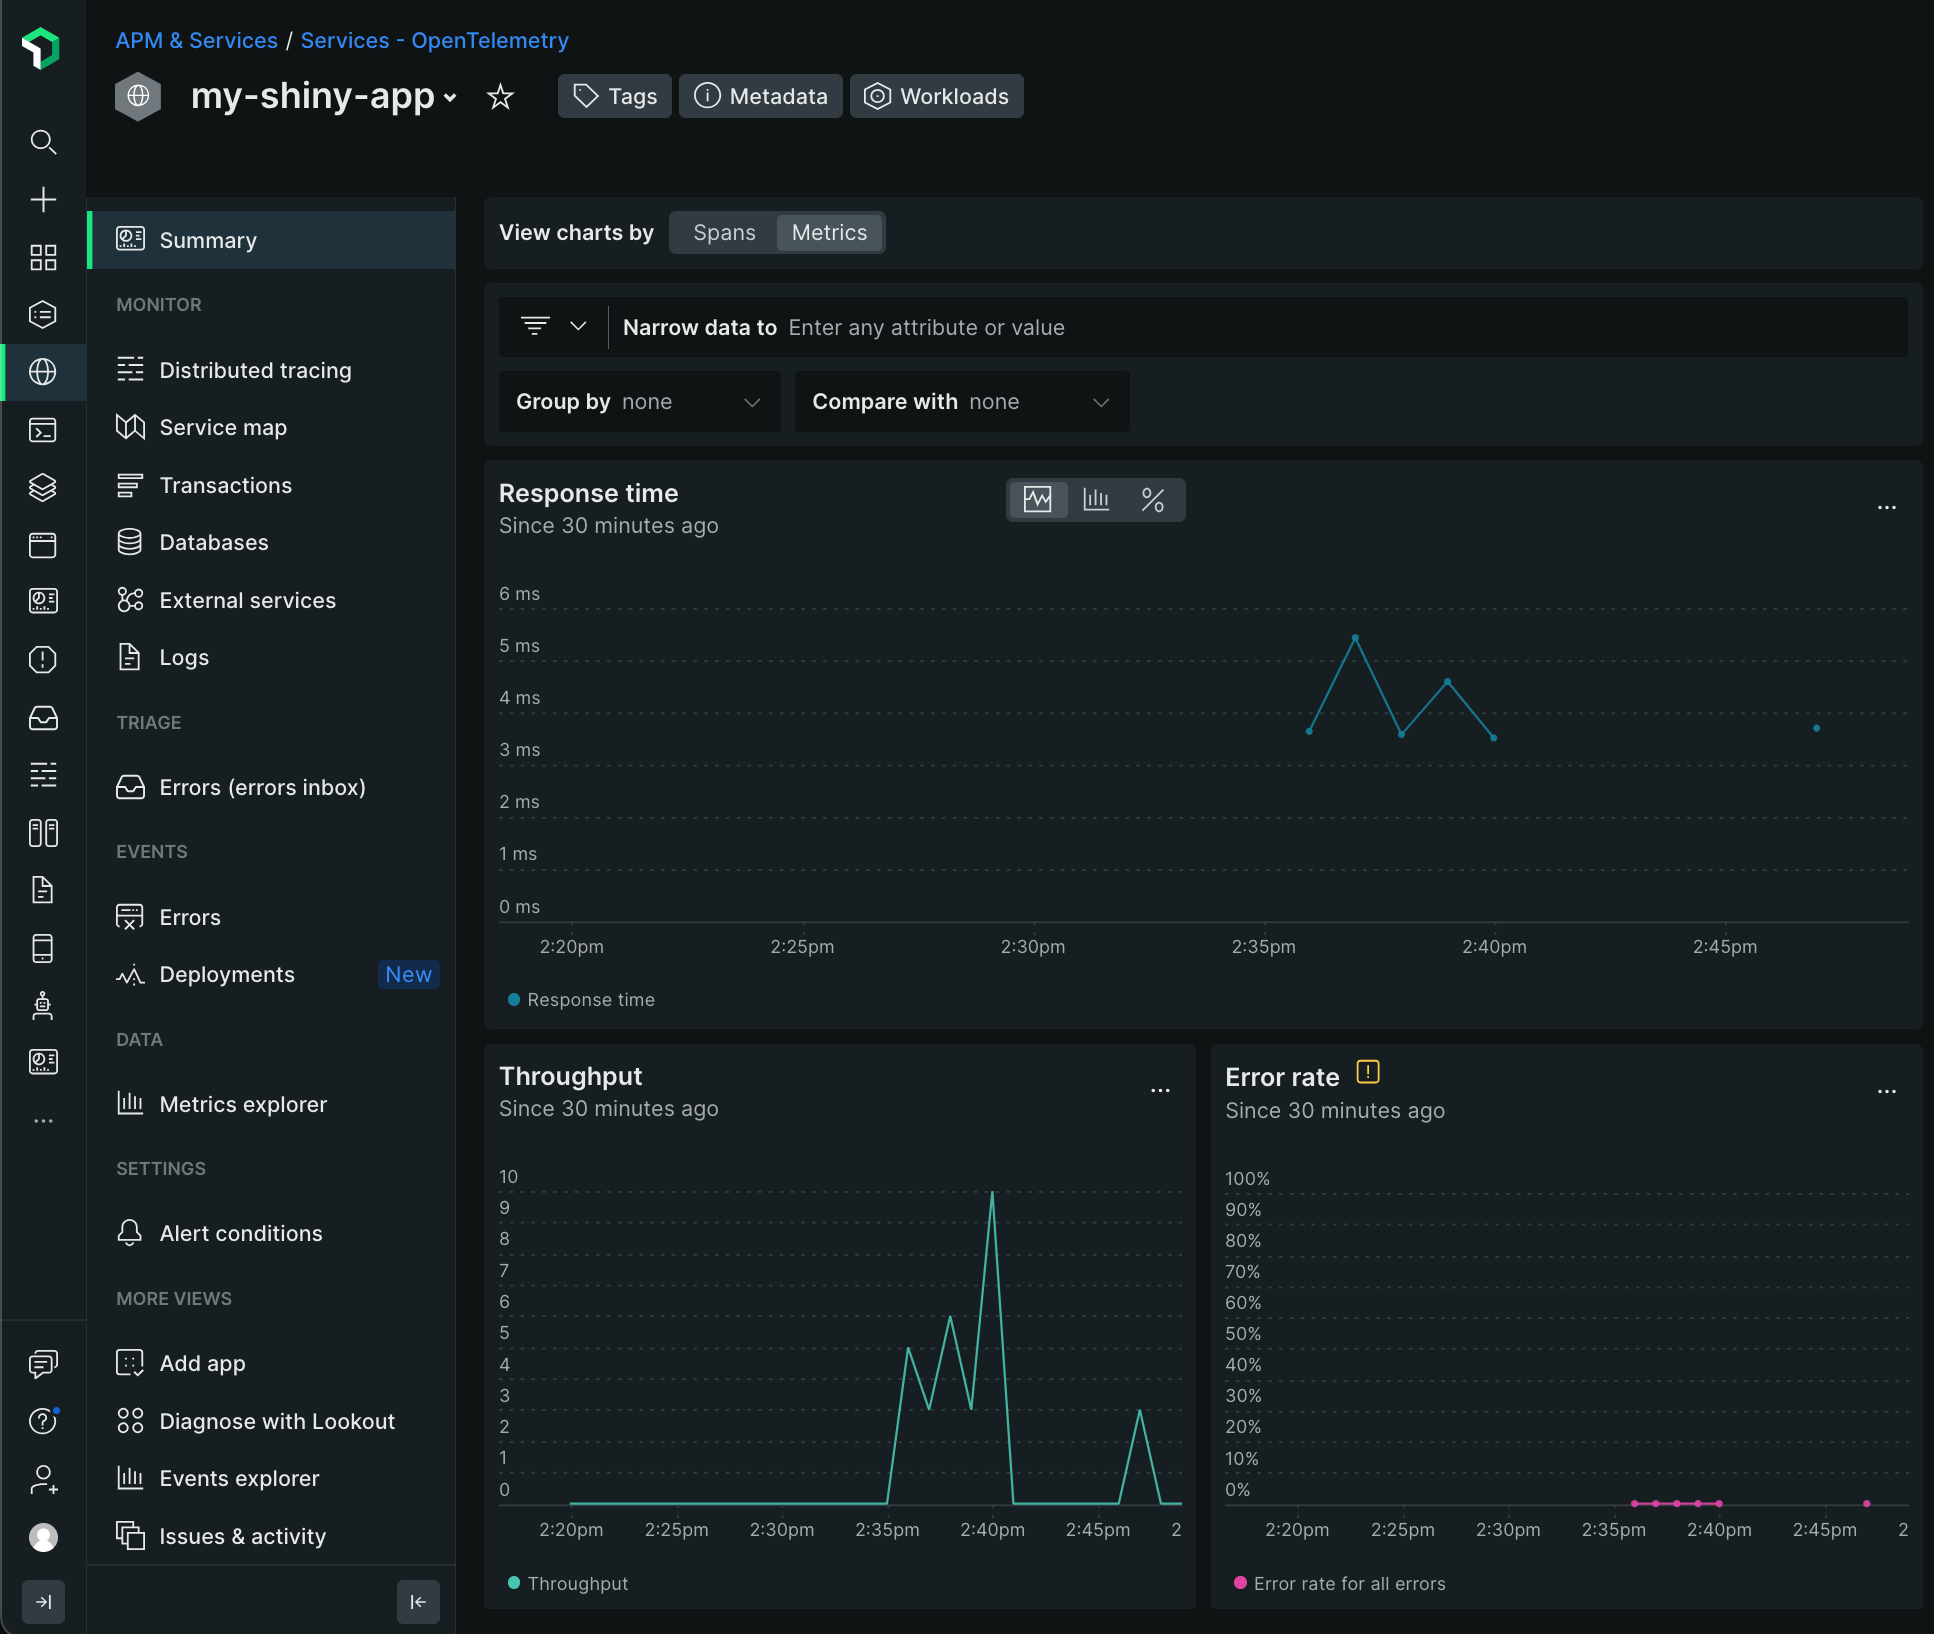 APM & Services / Services - OpenTelemetry
my-shiny-app
Tags
Metadata
Workloads
Summary
MONITOR
Distributed tracing
Service map
Transactions
Databases
External services
Logs
TRIAGE
Errors (errors inbox)
EVENTS
Errors
Deployments New
DATA
Metrics explorer
SETTINGS
Alert conditions
MORE VIEWS
Add app
Diagnose with Lookout
Events explorer
Issues & activity
View charts by Spans Metrics
Narrow data to Enter any attribute or value
Group by none
Compare with none
Response time
Since 30 minutes ago
6 ms
5 ms
4 ms
3 ms
2 ms
1 ms
0 ms
2:20pm 2:25pm 2:30pm 2:35pm 2:40pm 2:45pm
Response time
Throughput
Since 30 minutes ago
10
9
8
7
6
5
4
3
2
1
0
2:20pm 2:25pm 2:30pm 2:35pm 2:40pm 2:45pm 2
Throughput
Error rate
Since 30 minutes ago
100%
90%
80%
70%
60%
50%
40%
30%
20%
10%
0%
2:20pm 2:25pm 2:30pm 2:35pm 2:40pm 2:45pm 2
Error rate for all errors